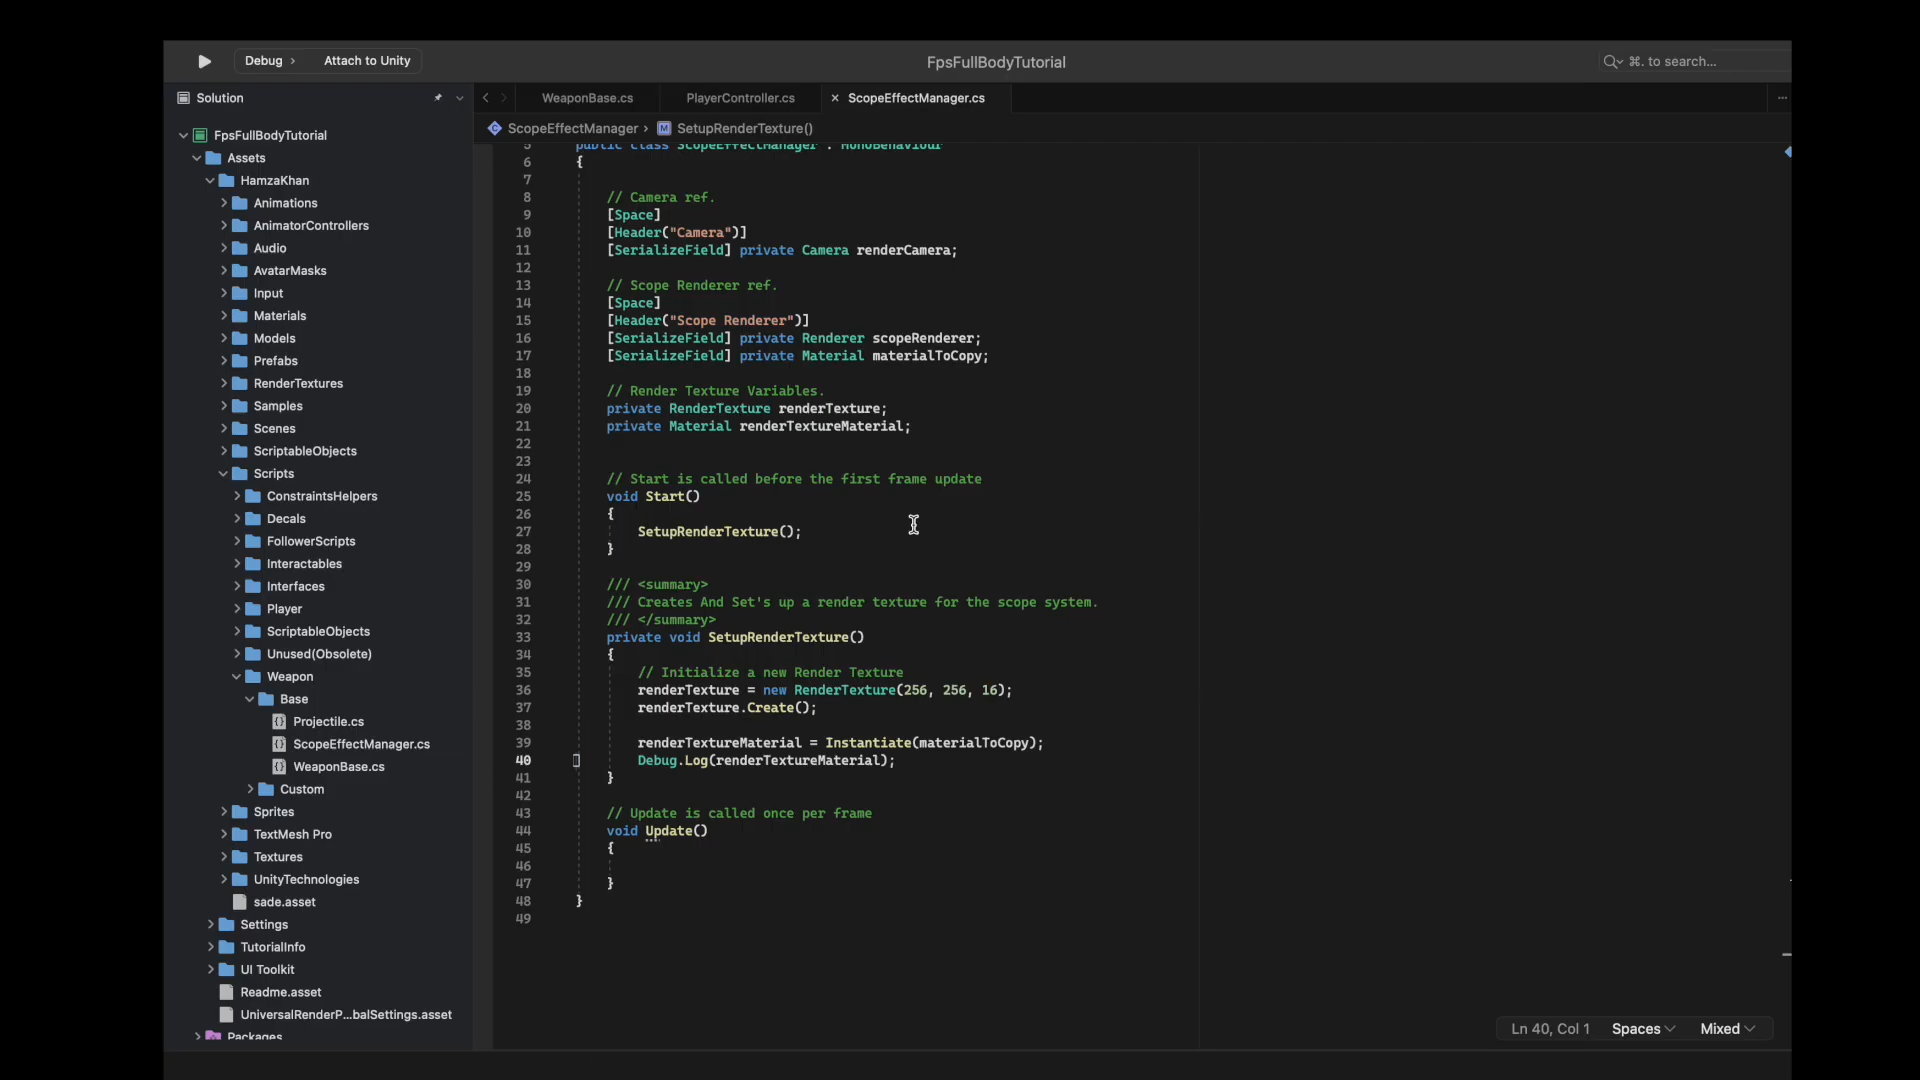 Debug › Attach to Unity
FpsFullBodyTutorial
⌘. to search...
Solution
WeaponBase.cs
PlayerController.cs
× ScopeEffectManager.cs
ScopeEffectManager › M SetupRenderTexture()
FpsFullBodyTutorial
Assets
HamzaKhan
Animations
AnimatorControllers
Audio
AvatarMasks
Input
Materials
Models
Prefabs
RenderTextures
Samples
Scenes
ScriptableObjects
Scripts
ConstraintsHelpers
Decals
FollowerScripts
Interactables
Interfaces
Player
ScriptableObjects
Unused(Obsolete)
Weapon
Base
Projectile.cs
ScopeEffectManager.cs
WeaponBase.cs
Custom
Sprites
TextMesh Pro
Textures
UnityTechnologies
sade.asset
Settings
TutorialInfo
UI Toolkit
Readme.asset
UniversalRenderP...balSettings.asset
Packages
5 public class ScopeEffectManager : MonoBehaviour
6 {
7
8 // Camera ref.
9 [Space]
10 [Header("Camera")]
11 [SerializeField] private Camera renderCamera;
12
13 // Scope Renderer ref.
14 [Space]
15 [Header("Scope Renderer")]
16 [SerializeField] private Renderer scopeRenderer;
17 [SerializeField] private Material materialToCopy;
18
19 // Render Texture Variables.
20 private RenderTexture renderTexture;
21 private Material renderTextureMaterial;
22
23
24 // Start is called before the first frame update
25 void Start()
26 {
27 SetupRenderTexture();
28 }
29
30 /// <summary>
31 /// Creates And Set's up a render texture for the scope system.
32 /// </summary>
33 private void SetupRenderTexture()
34 {
35 // Initialize a new Render Texture
36 renderTexture = new RenderTexture(256, 256, 16);
37 renderTexture.Create();
38
39 renderTextureMaterial = Instantiate(materialToCopy);
40 Debug.Log(renderTextureMaterial);
41 }
42
43 // Update is called once per frame
44 void Update()
45 {
46
47 }
48 }
49
Ln 40, Col 1 Spaces Mixed